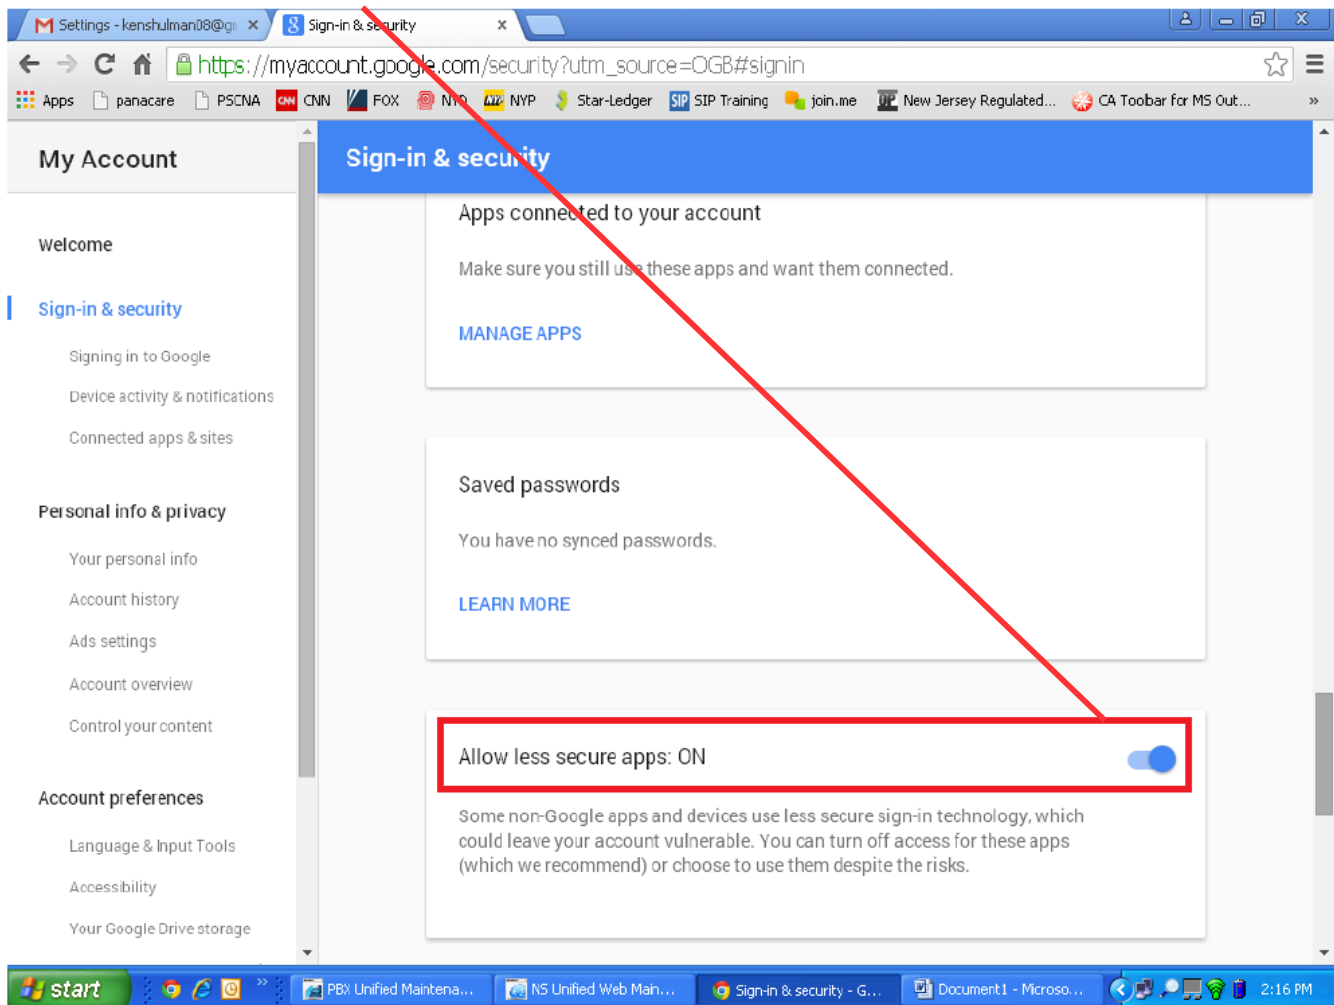 Settings - kenshulman08@g
Sign-in & security
https://myaccount.google.com/security?utm_source=OGB#signin
Apps
panacare
PSCNA
CNN CNN
FOX
NYD
NYP
Star-Ledger
SIP SIP Training
join.me
UP New Jersey Regulated...
CA Toobar for MS Out...
»
My Account
Sign-in & security
Welcome
Sign-in & security
Signing in to Google
Device activity & notifications
Connected apps & sites
Personal info & privacy
Your personal info
Account history
Ads settings
Account overview
Control your content
Account preferences
Language & Input Tools
Accessibility
Your Google Drive storage
Apps connected to your account
Make sure you still use these apps and want them connected.
MANAGE APPS
Saved passwords
You have no synced passwords.
LEARN MORE
Allow less secure apps: ON
Some non-Google apps and devices use less secure sign-in technology, which
could leave your account vulnerable. You can turn off access for these apps
(which we recommend) or choose to use them despite the risks.
start
»
PBX Unified Maintena...
NS Unified Web Main...
Sign-in & security - G...
Document1 - Microso...
2:16 PM